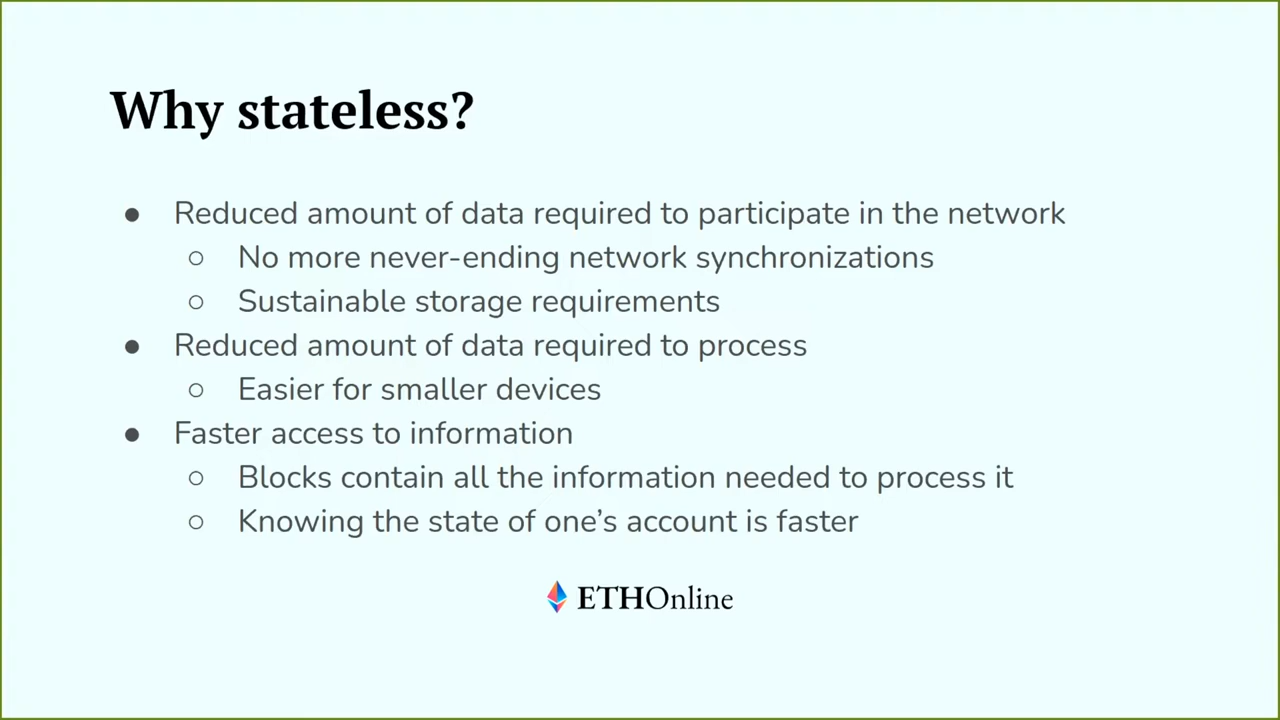 Why stateless?
● Reduced amount of data required to participate in the network
○ No more never-ending network synchronizations
○ Sustainable storage requirements
● Reduced amount of data required to process
○ Easier for smaller devices
● Faster access to information
○ Blocks contain all the information needed to process it
○ Knowing the state of one’s account is faster
ETHOnline